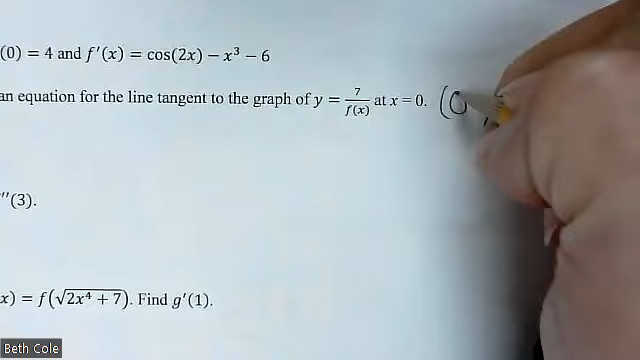 (0) = 4 and f′(x) = cos(2x) − x³ − 6
an equation for the line tangent to the graph of y = 7/f(x) at x = 0. (0,
″(3).
x) = f(√(2x⁴ + 7)). Find g′(1).
Beth Cole